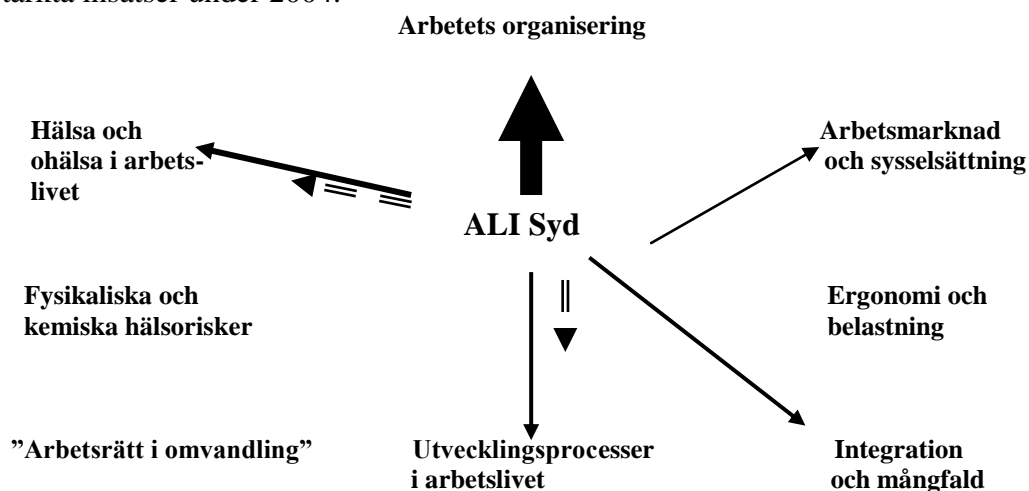 starkta insatser under 2004.
Arbetets organisering
Hälsa och
ohälsa i arbets-
livet
Arbetsmarknad
och sysselsättning
ALI Syd
Fysikaliska och
kemiska hälsorisker
Ergonomi och
belastning
”Arbetsrätt i omvandling”
Utvecklingsprocesser
i arbetslivet
Integration
och mångfald